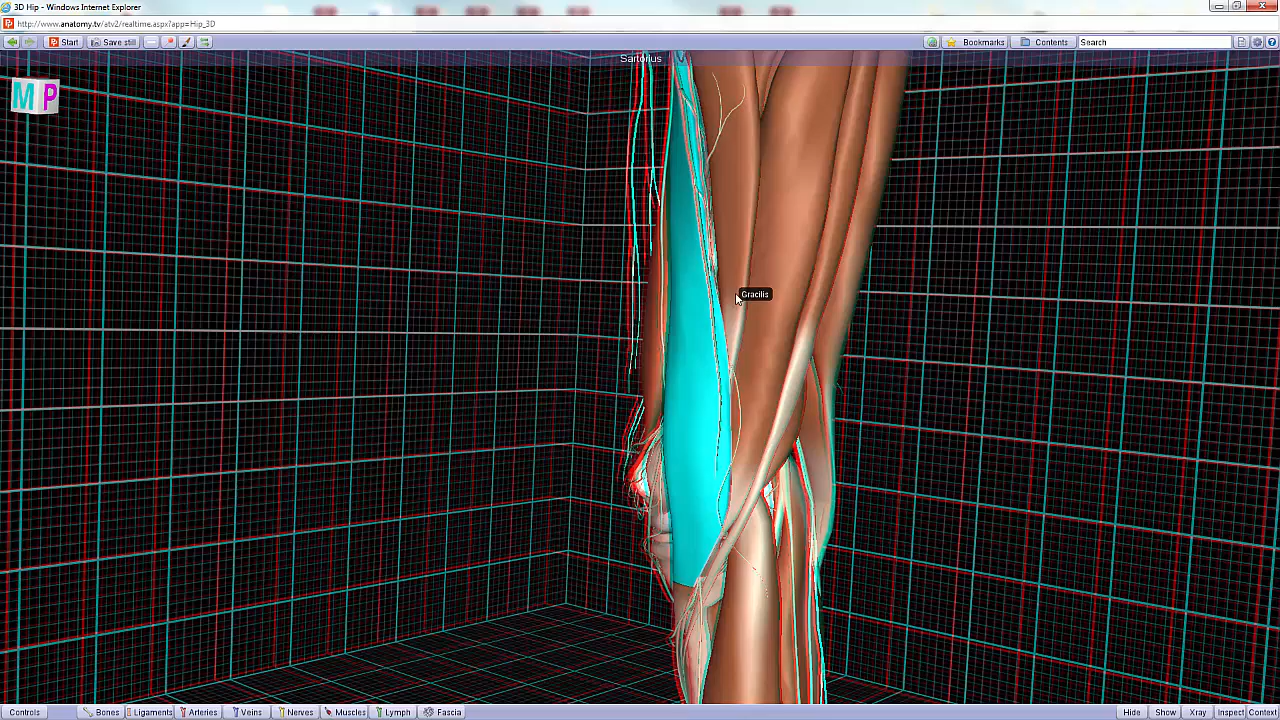 3D Hip - Windows Internet Explorer
http://www.anatomy.tv/atv2/realtime.aspx?app=Hip_3D
Start Save still Bookmarks Contents Search
Sartorius
M P
Gracilis
Controls Bones Ligaments Arteries Veins Nerves Muscles Lymph Fascia Hide Show Xray Inspect Context